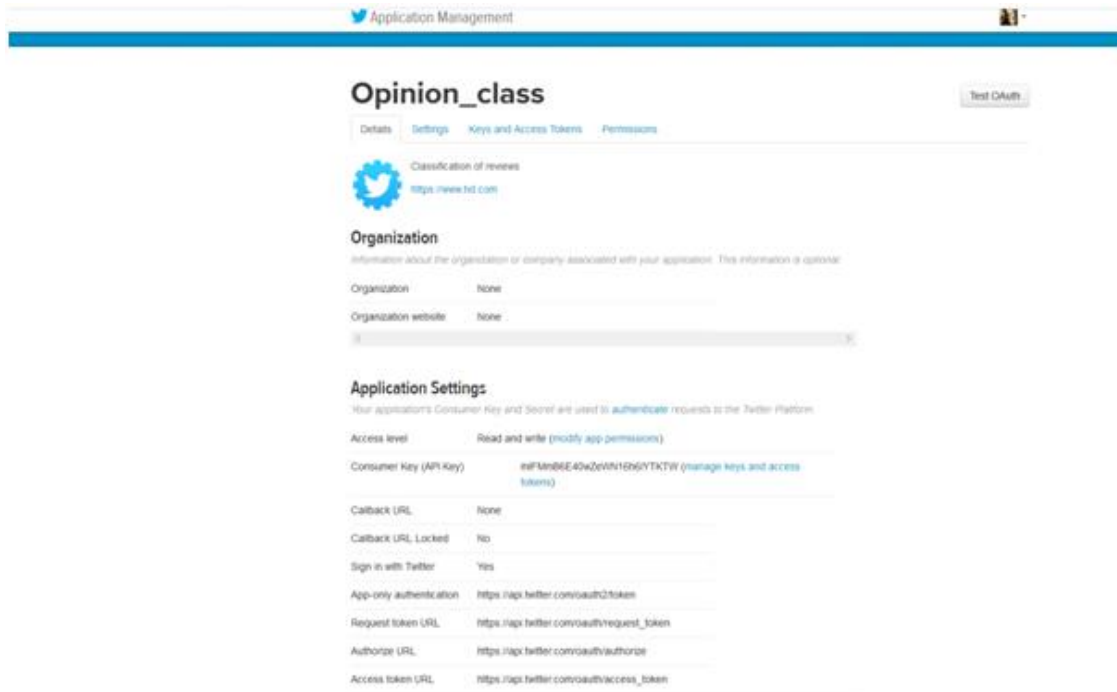 Application Management
Opinion_class
Test OAuth
Details Settings Keys and Access Tokens Permissions
Classification of reviews
Organization
Information about the organization or company associated with your application. This information is optional.
Organization None
Organization website None
Application Settings
Your application's Consumer Key and Secret are used to authenticate requests to the Twitter Platform.
Access level Read and write (modify app permissions)
Consumer Key (API Key) (manage keys and access
tokens)
Callback URL None
Callback URL Locked No
Sign in with Twitter Yes
App-only authentication https://api.twitter.com/oauth2/token
Request token URL https://api.twitter.com/oauth/request_token
Authorize URL https://api.twitter.com/oauth/authorize
Access token URL https://api.twitter.com/oauth/access_token